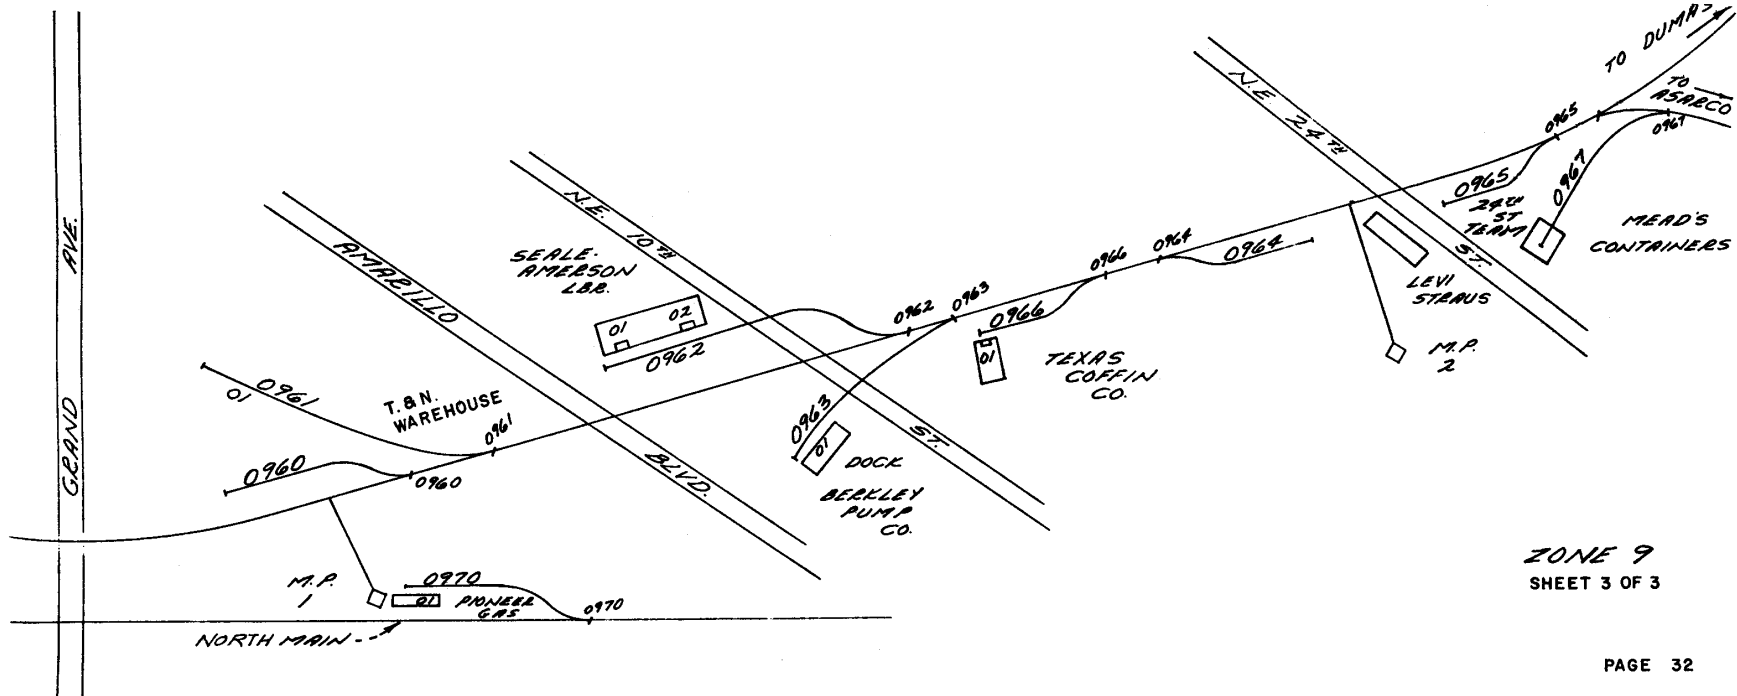 TO DUMAS
TO
ASARCO
0965
0967
N.E. 24TH ST.
0965
0967
24TH
ST
TEAM
MEAD'S
CONTAINERS
LEVI
STRAUS
M.P.
2
GRAND AVE.
AMARILLO BLVD.
N.E. 10TH ST.
SEALE-
AMERSON
LBR.
01
02
0962
0962
0963
0966
0964
0964
0966
01
TEXAS
COFFIN
CO.
0963
01
DOCK
BERKLEY
PUMP
CO.
0961
01
T. & N.
WAREHOUSE
0961
0960
0960
M.P.
1
0970
01
PIONEER
GAS
0970
NORTH MAIN
ZONE 9
SHEET 3 OF 3
PAGE 32